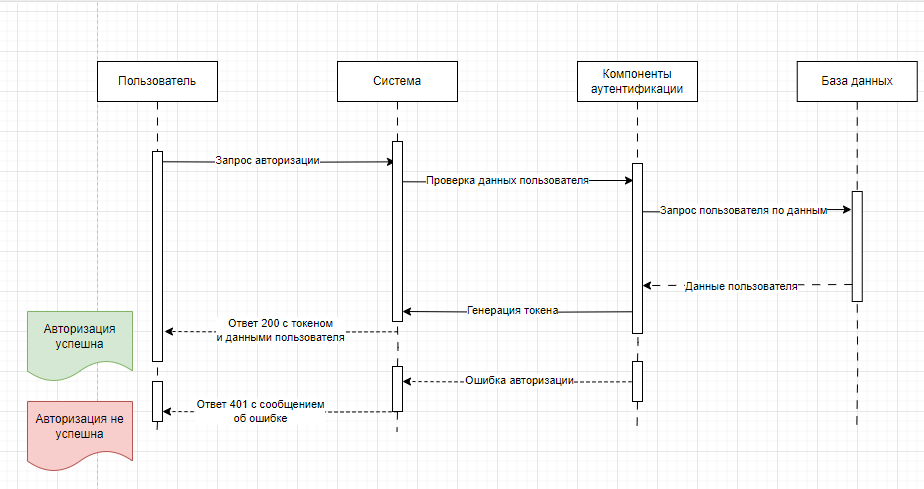 Пользователь
Система
Компоненты
аутентификации
База данных
Запрос авторизации
Проверка данных пользователя
Запрос пользователя по данным
Данные пользователя
Генерация токена
Ответ 200 с токеном
и данными пользователя
Авторизация
успешна
Ошибка авторизации
Ответ 401 с сообщением
об ошибке
Авторизация не
успешна